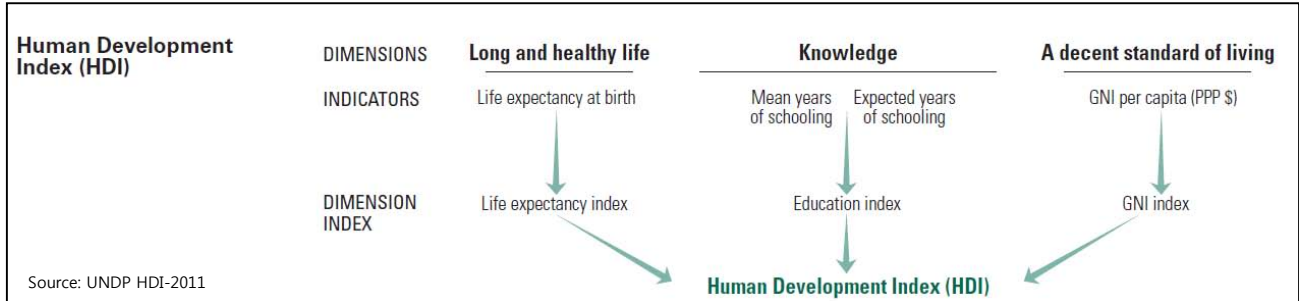 Human Development
Index (HDI)
DIMENSIONS
Long and healthy life
Knowledge
A decent standard of living
INDICATORS
Life expectancy at birth
Mean years
of schooling
Expected years
of schooling
GNI per capita (PPP $)
DIMENSION
INDEX
Life expectancy index
Education index
GNI index
Human Development Index (HDI)
Source: UNDP HDI-2011